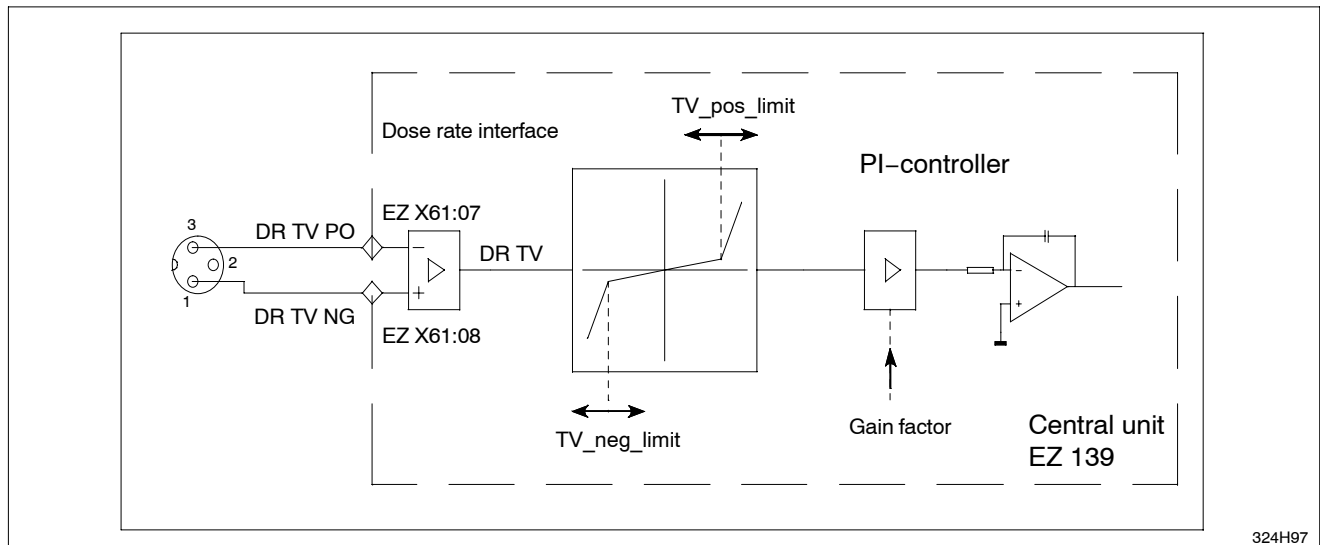 TV_pos_limit
Dose rate interface
PI−controller
EZ X61:07
3
DR TV PO
DR TV
2
−
+
1
DR TV NG
EZ X61:08
−
+
TV_neg_limit
Gain factor
Central unit
EZ 139
324H97